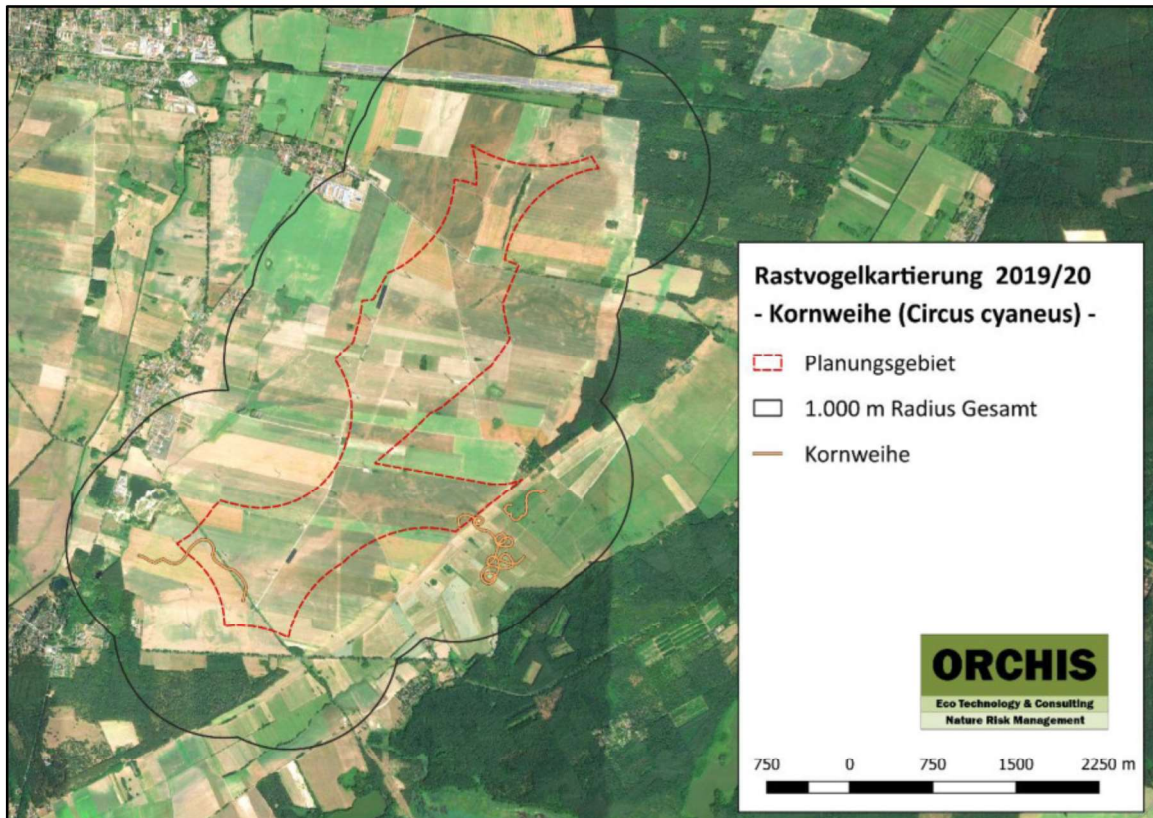 Rastvogelkartierung 2019/20
- Kornweihe (Circus cyaneus) -
Planungsgebiet
1.000 m Radius Gesamt
Kornweihe
ORCHIS
Eco Technology & Consulting
Nature Risk Management
750 0 750 1500 2250 m